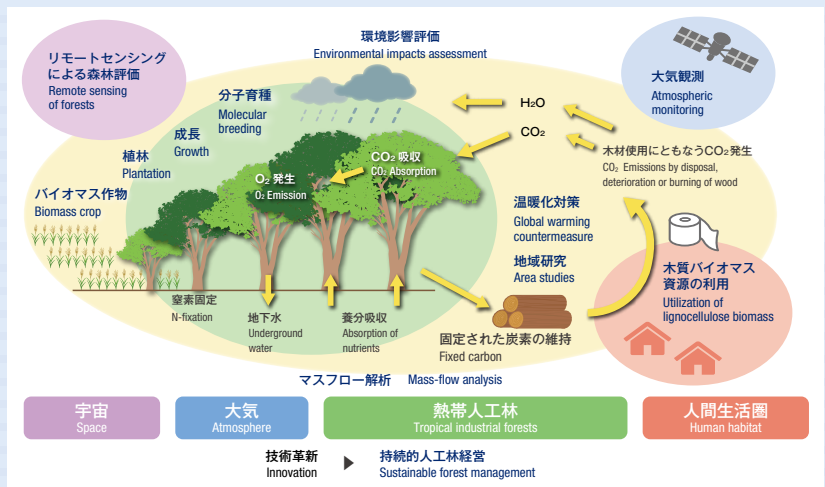 環境影響評価
Environmental impacts assessment
リモートセンシング
による森林評価
Remote sensing
of forests
大気観測
Atmospheric
monitoring
分子育種
Molecular
breeding
成長
Growth
植林
Plantation
バイオマス作物
Biomass crop
H₂O
CO₂
CO₂ 吸収
CO₂ Absorption
O₂ 発生
O₂ Emission
木材使用にともなうCO₂発生
CO₂ Emissions by disposal,
deterioration or burning of wood
温暖化対策
Global warming
countermeasure
地域研究
Area studies
木質バイオマス
資源の利用
Utilization of
lignocellulose biomass
窒素固定
N-fixation
地下水
Underground
water
養分吸収
Absorption of
nutrients
固定された炭素の維持
Fixed carbon
マスフロー解析 Mass-flow analysis
宇宙
Space
大気
Atmosphere
熱帯人工林
Tropical industrial forests
人間生活圏
Human habitat
技術革新
Innovation
持続的人工林経営
Sustainable forest management